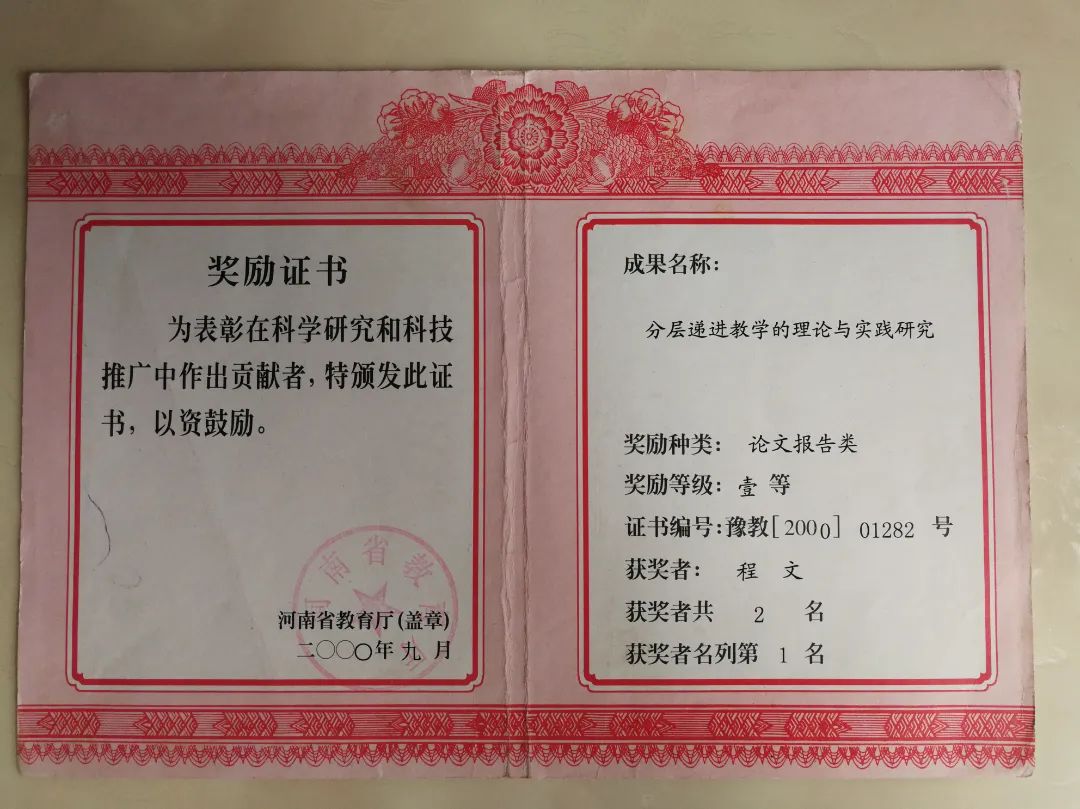 奖励证书
为表彰在科学研究和科技
推广中作出贡献者，特颁发此证
书，以资鼓励。
河南省教
河南省教育厅(盖章)
二〇〇〇年九月
成果名称：
分层递进教学的理论与实践研究
奖励种类： 论文报告类
奖励等级：壹等
证书编号：豫教[2000] 01282 号
获奖者： 程 文
获奖者共 2 名
获奖者名列第 1 名